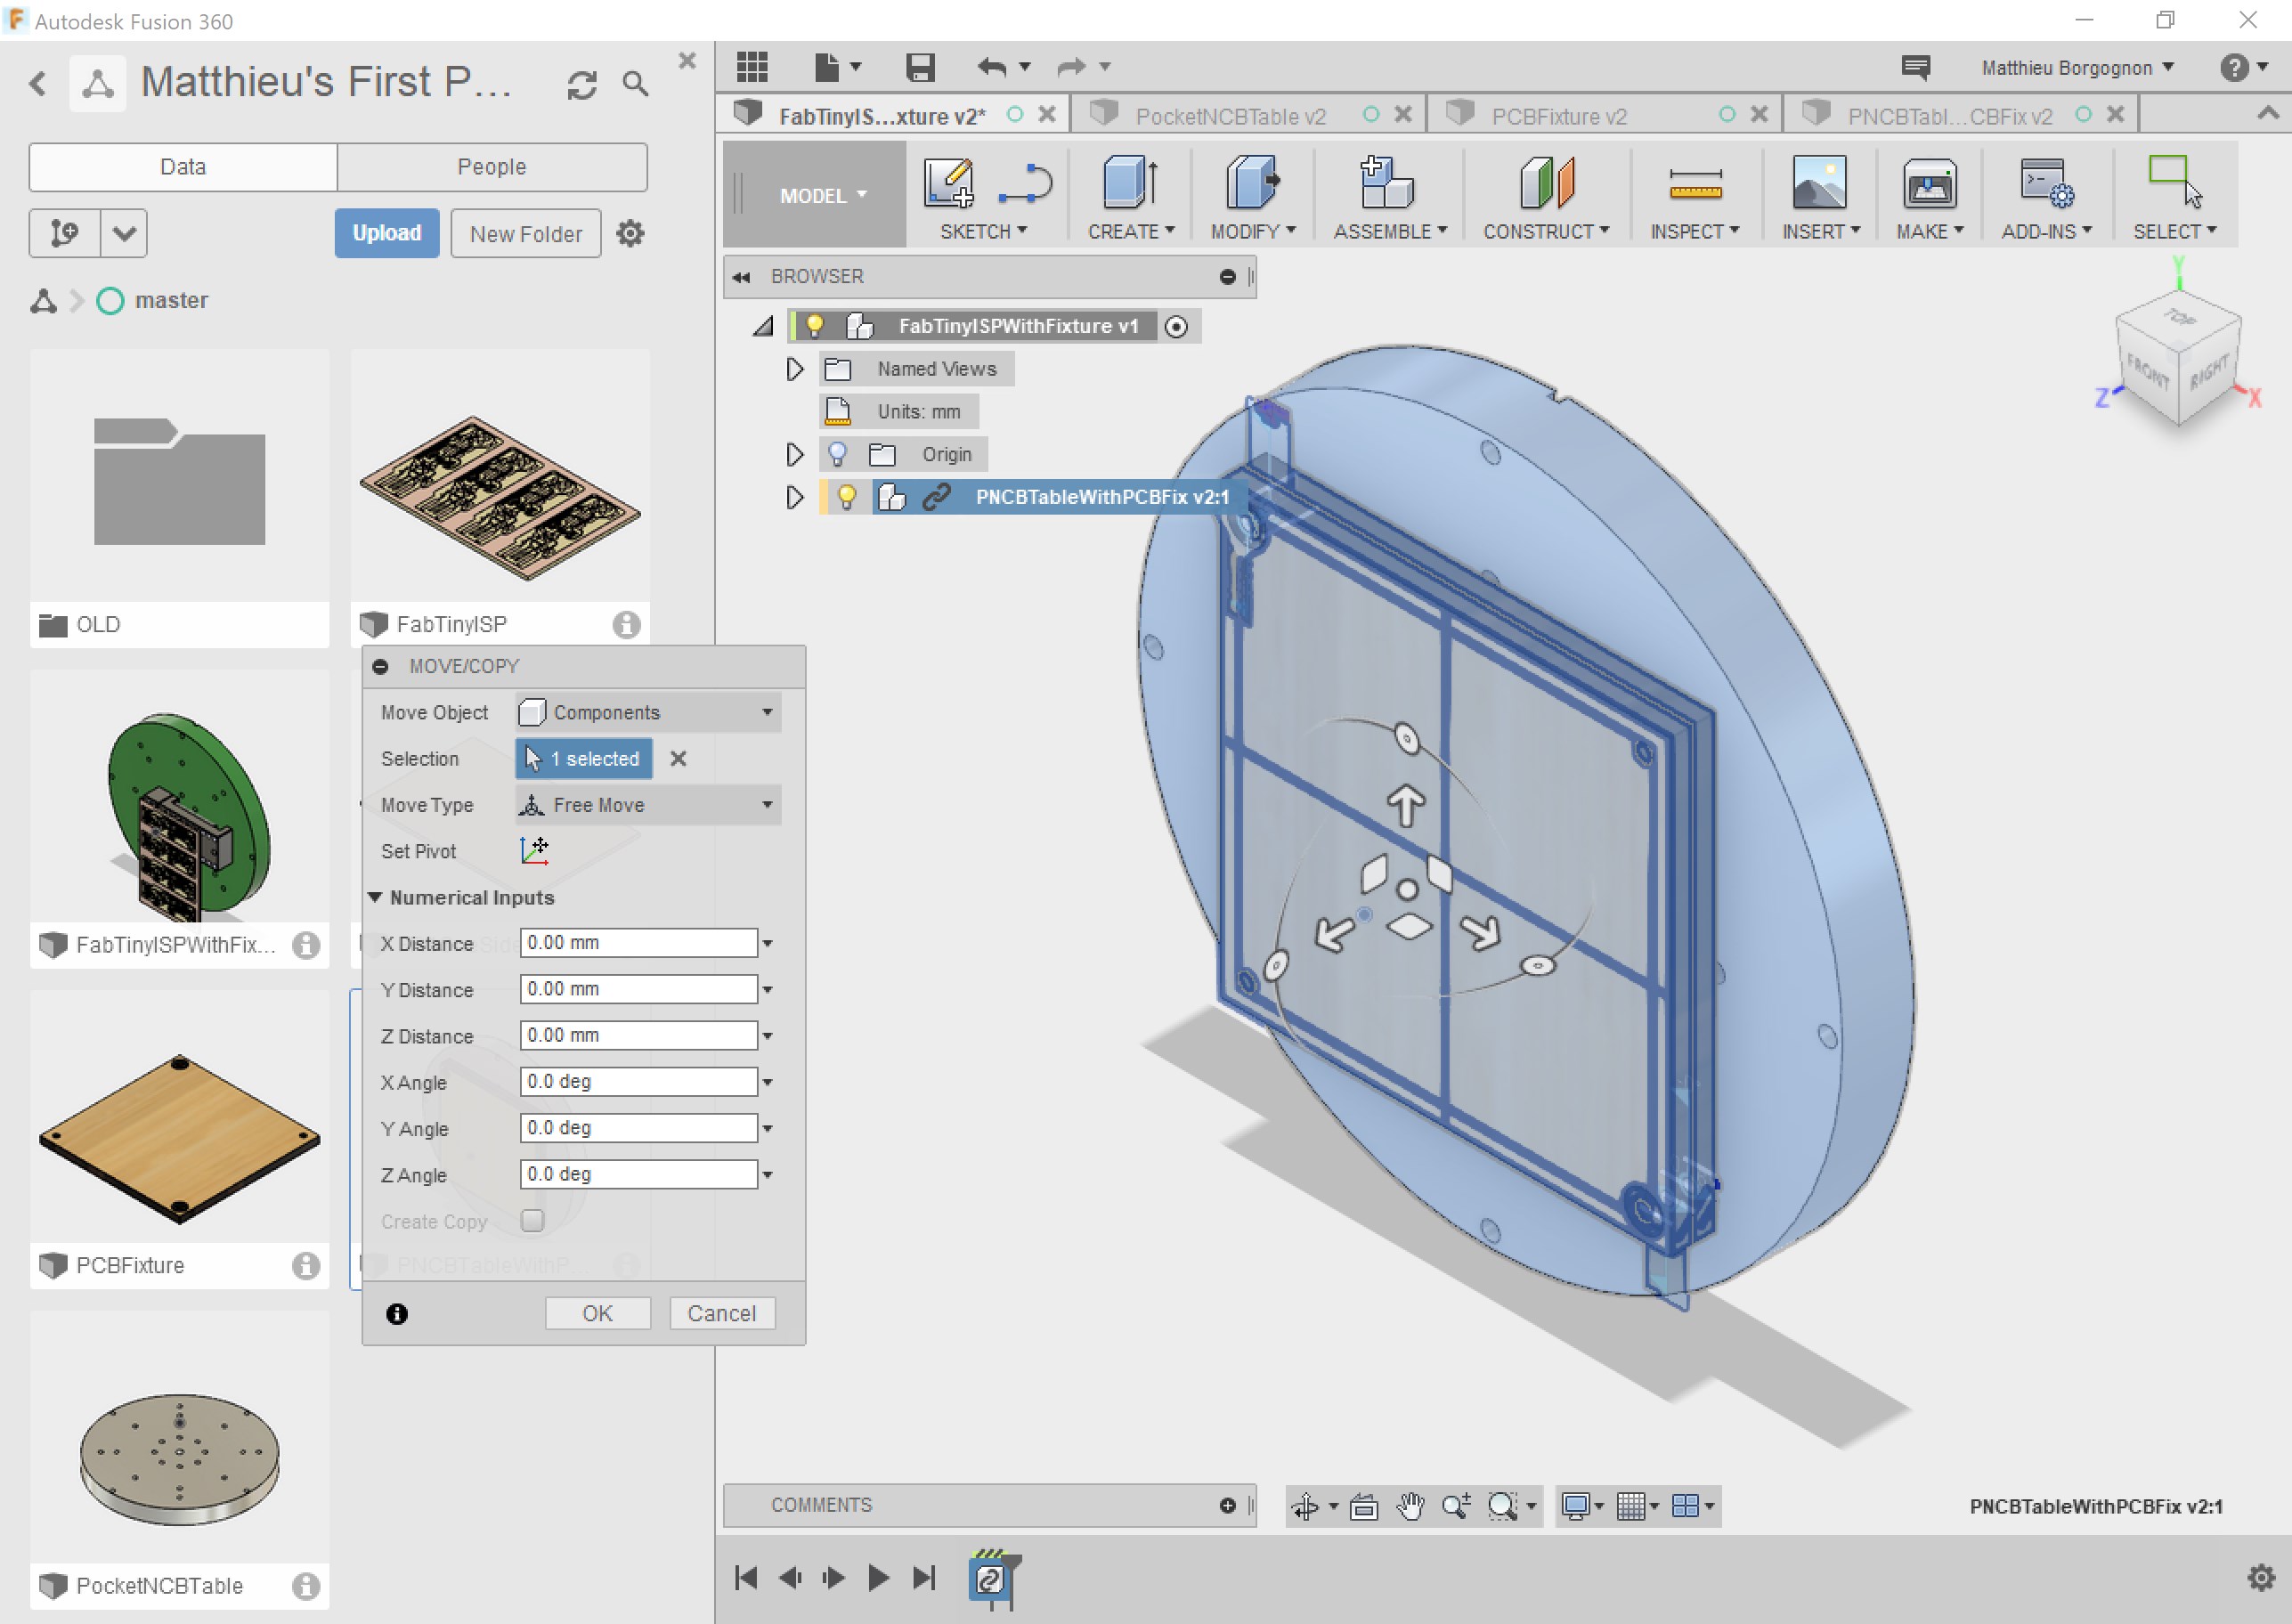 Autodesk Fusion 360
Matthieu's First P...
Data
People
Upload
New Folder
master
OLD
FabTinyISP
FabTinyISPWithFix...
PCBFixture
PNCBTableWithP...
PocketNCBTable
MOVE/COPY
Move Object Components
Selection 1 selected
Move Type Free Move
Set Pivot
Numerical Inputs
X Distance 0.00 mm
Y Distance 0.00 mm
Z Distance 0.00 mm
X Angle 0.0 deg
Y Angle 0.0 deg
Z Angle 0.0 deg
Create Copy
OK Cancel
Matthieu Borgognon
FabTinyIS...xture v2*
PocketNCBTable v2
PCBFixture v2
PNCBTabl...CBFix v2
MODEL
SKETCH
CREATE
MODIFY
ASSEMBLE
CONSTRUCT
INSPECT
INSERT
MAKE
ADD-INS
SELECT
BROWSER
FabTinyISPWithFixture v1
Named Views
Units: mm
Origin
PNCBTableWithPCBFix v2:1
Y
TOP
FRONT
RIGHT
Z
X
COMMENTS
PNCBTableWithPCBFix v2:1